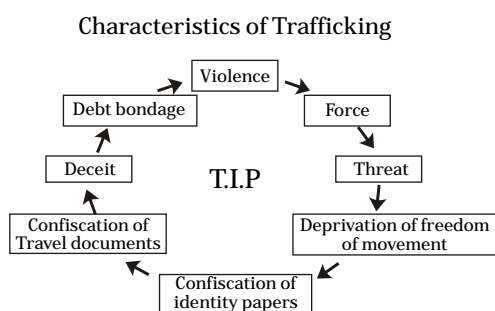 Characteristics of Trafficking
Violence
Debt bondage
Force
Deceit
T.I.P
Threat
Confiscation of
Travel documents
Deprivation of freedom
of movement
Confiscation of
identity papers